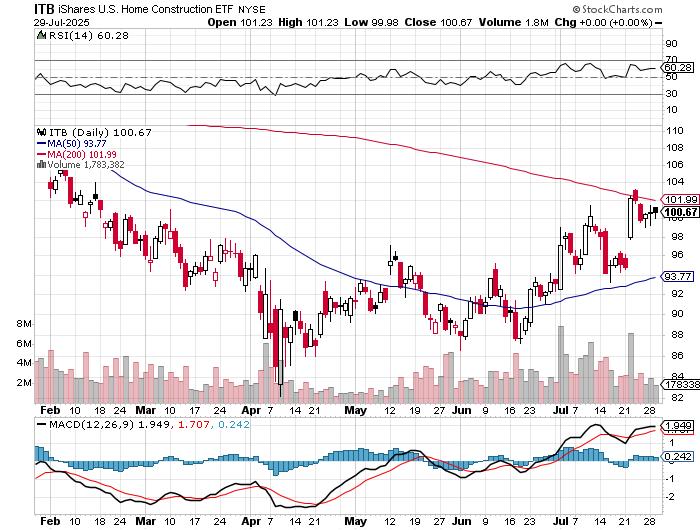 ITB iShares U.S. Home Construction ETF NYSE
© StockCharts.com
29-Jul-2025
Open 101.23 High 101.23 Low 99.98 Close 100.67 Volume 1.8M Chg +0.00 (+0.00%)
RSI(14) 60.28
90
70
60.28
50
30
10
ITB (Daily) 100.67
MA(50) 93.77
MA(200) 101.99
Volume 1,783,382
110
108
106
104
101.99
100.67
98
96
93.77
92
90
88
86
84
82
8M
6M
4M
2M
1783382
Feb 10 18 24 Mar 10 17 24 Apr 7 14 21 May 12 19 27 Jun 9 16 23 Jul 7 14 21 28
MACD(12,26,9) 1.949, 1.707, 0.242
1.949
1
0.242
-1
-2
Feb 10 18 24 Mar 10 17 24 Apr 7 14 21 May 12 19 27 Jun 9 16 23 Jul 7 14 21 28